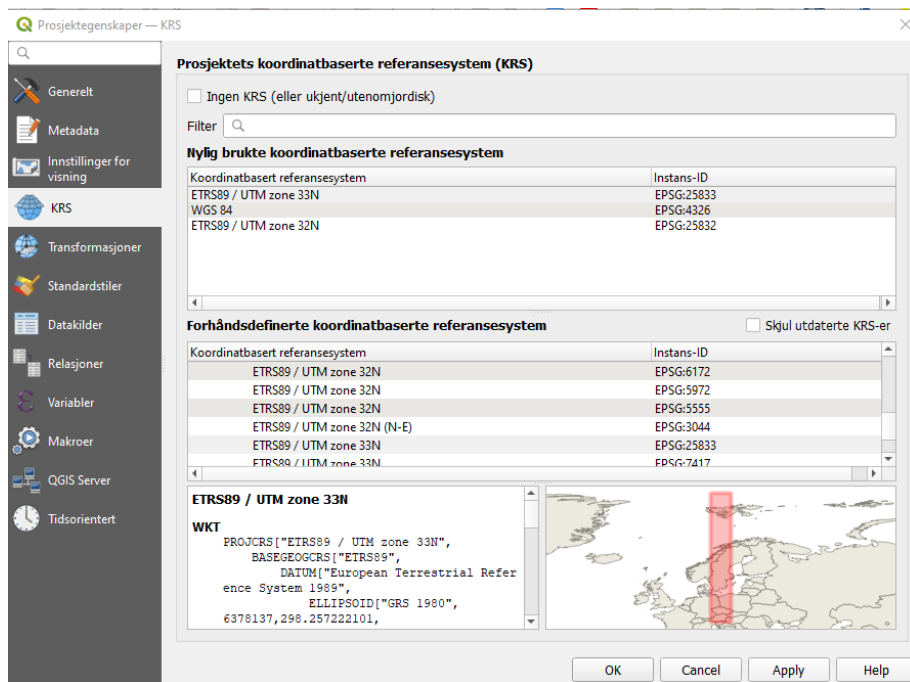 Prosjektegenskaper — KRS
Generelt
Metadata
Innstillinger for
visning
KRS
Transformasjoner
Standardstiler
Datakilder
Relasjoner
Variabler
Makroer
QGIS Server
Tidsorientert
Prosjektets koordinatbaserte referansesystem (KRS)
Ingen KRS (eller ukjent/utenomjordisk)
Filter
Nylig brukte koordinatbaserte referansesystem
Koordinatbasert referansesystem Instans-ID
ETRS89 / UTM zone 33N EPSG:25833
WGS 84 EPSG:4326
ETRS89 / UTM zone 32N EPSG:25832
Forhåndsdefinerte koordinatbaserte referansesystem Skjul utdaterte KRS-er
Koordinatbasert referansesystem Instans-ID
ETRS89 / UTM zone 32N EPSG:6172
ETRS89 / UTM zone 32N EPSG:5972
ETRS89 / UTM zone 32N EPSG:5555
ETRS89 / UTM zone 32N (N-E) EPSG:3044
ETRS89 / UTM zone 33N EPSG:25833
ETRS89 / UTM zone 33N EPSG:7417
ETRS89 / UTM zone 33N
WKT
PROJCRS["ETRS89 / UTM zone 33N",
BASEGEOGCRS["ETRS89",
DATUM["European Terrestrial Refer
ence System 1989",
ELLIPSOID["GRS 1980",
6378137,298.257222101,
OK Cancel Apply Help